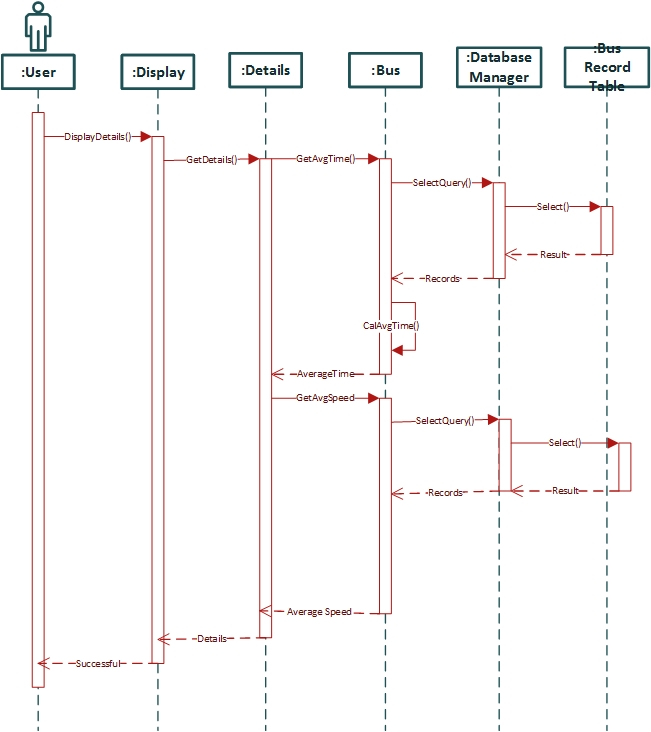 :User
:Display
:Details
:Bus
:Database
Manager
:Bus
Record
Table
DisplayDetails()
GetDetails()
GetAvgTime()
SelectQuery()
Select()
Result
Records
CalAvgTime()
AverageTime
GetAvgSpeed
SelectQuery()
Select()
Result
Records
Average Speed
Details
Successful